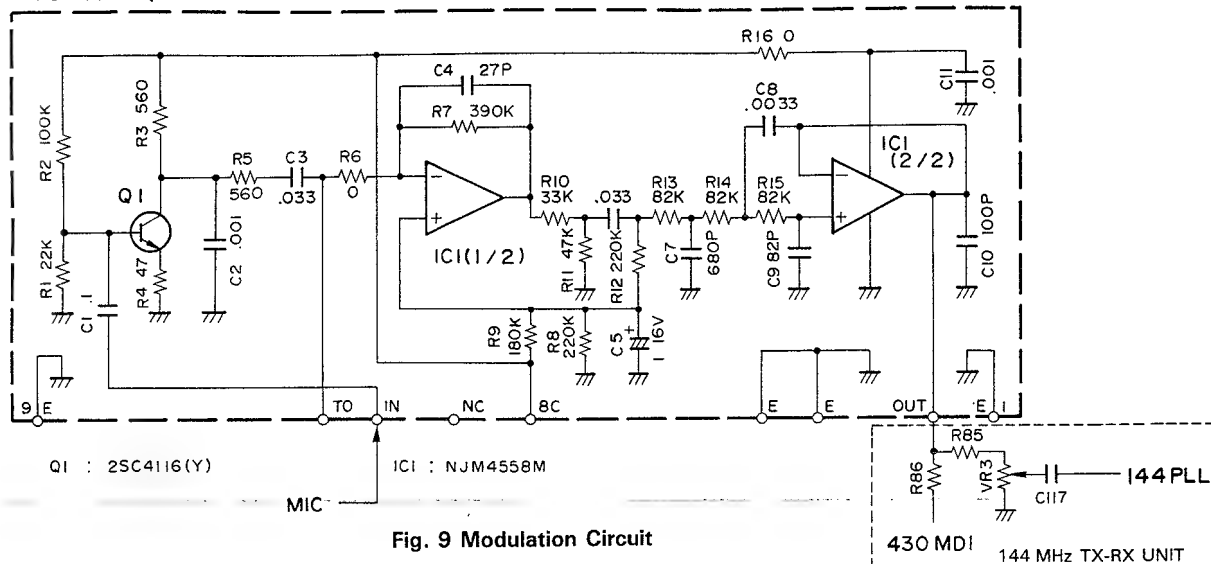 R16 0
C11 .001
C4 27P
R7 390K
C8 .0033
R3 560
R2 100K
IC1 (2/2)
R5 560
C3 .033
R6 0
R10 33K
.033
R13 82K
R14 82K
R15 82K
Q1
IC1(1/2)
C2 .001
R11 47K
R12 220K
C7 680P
C9 82P
C10 100P
R1 22K
C1 .1
R4 47
R9 180K
R8 220K
C5 1 16V
+
9 E
TO
IN
NC
8C
E
E
OUT
E 1
Q1 : 2SC4116(Y)
IC1 : NJM4558M
R85
R86
VR3
C117
144 PLL
MIC
Fig. 9 Modulation Circuit
430 MDI
144 MHz TX-RX UNIT